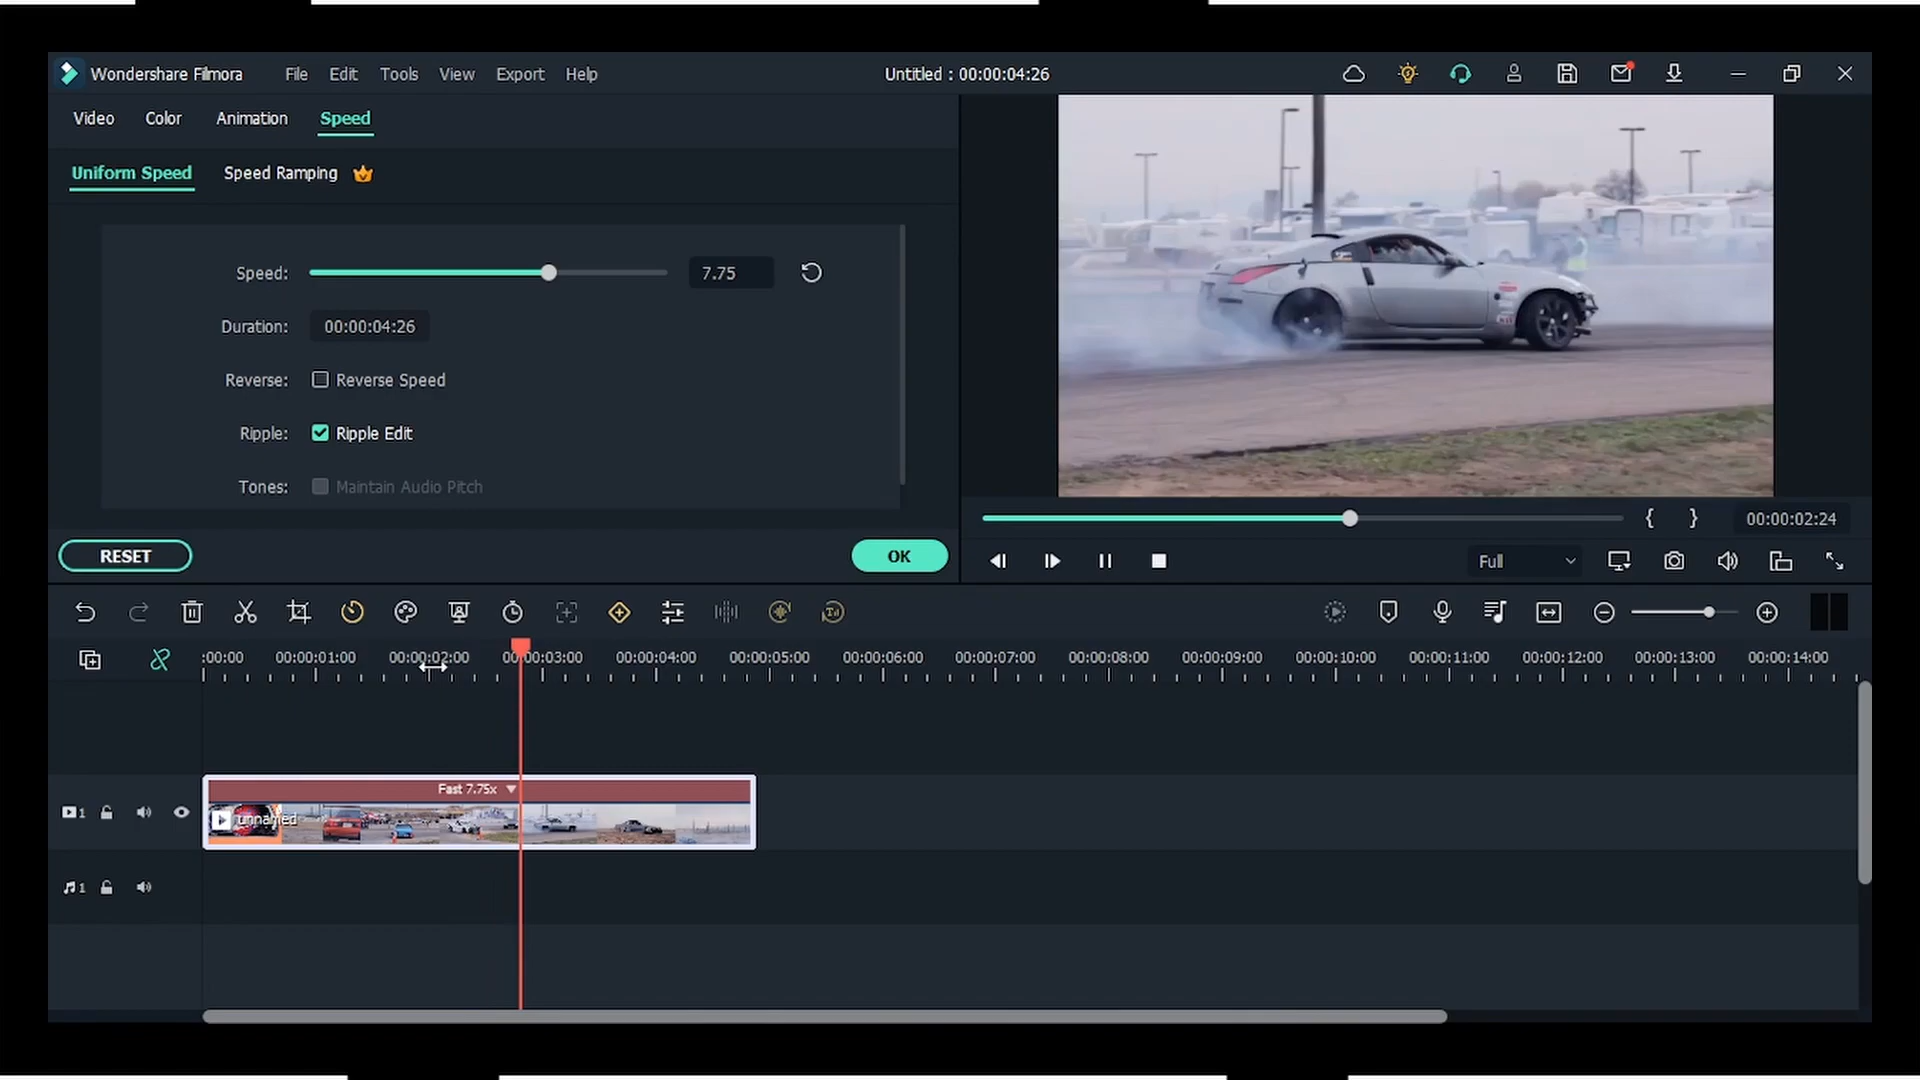 Wondershare Filmora File Edit Tools View Export Help Untitled : 00:00:04:26
Video Color Animation Speed
Uniform Speed Speed Ramping
Speed: 7.75
Duration: 00:00:04:26
Reverse: Reverse Speed
Ripple: Ripple Edit
Tones: Maintain Audio Pitch
RESET OK
{ } 00:00:02:24
Full
:00:00 00:00:01:00 00:00:02:00 00:00:03:00 00:00:04:00 00:00:05:00 00:00:06:00 00:00:07:00 00:00:08:00 00:00:09:00 00:00:10:00 00:00:11:00 00:00:12:00 00:00:13:00 00:00:14:00
Fast 7.75x
1 unnamed
1